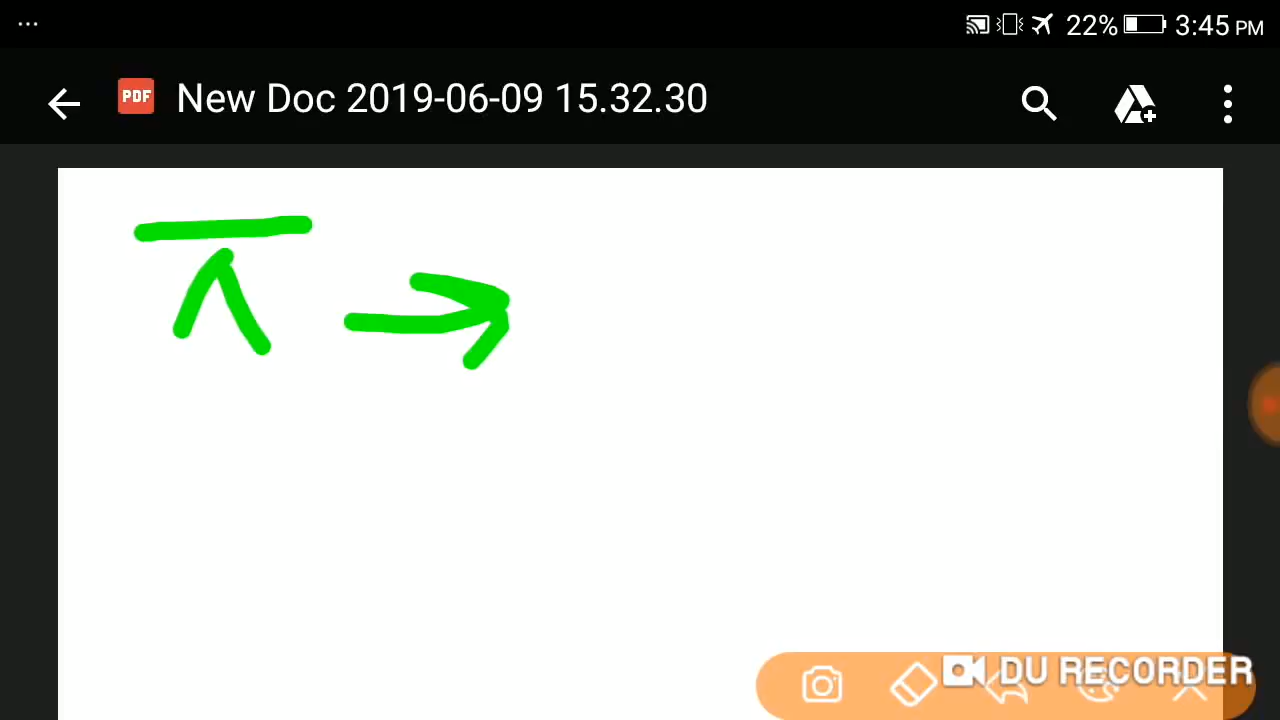 ... 22% 3:45 PM
PDF New Doc 2019-06-09 15.32.30
π →
DU RECORDER